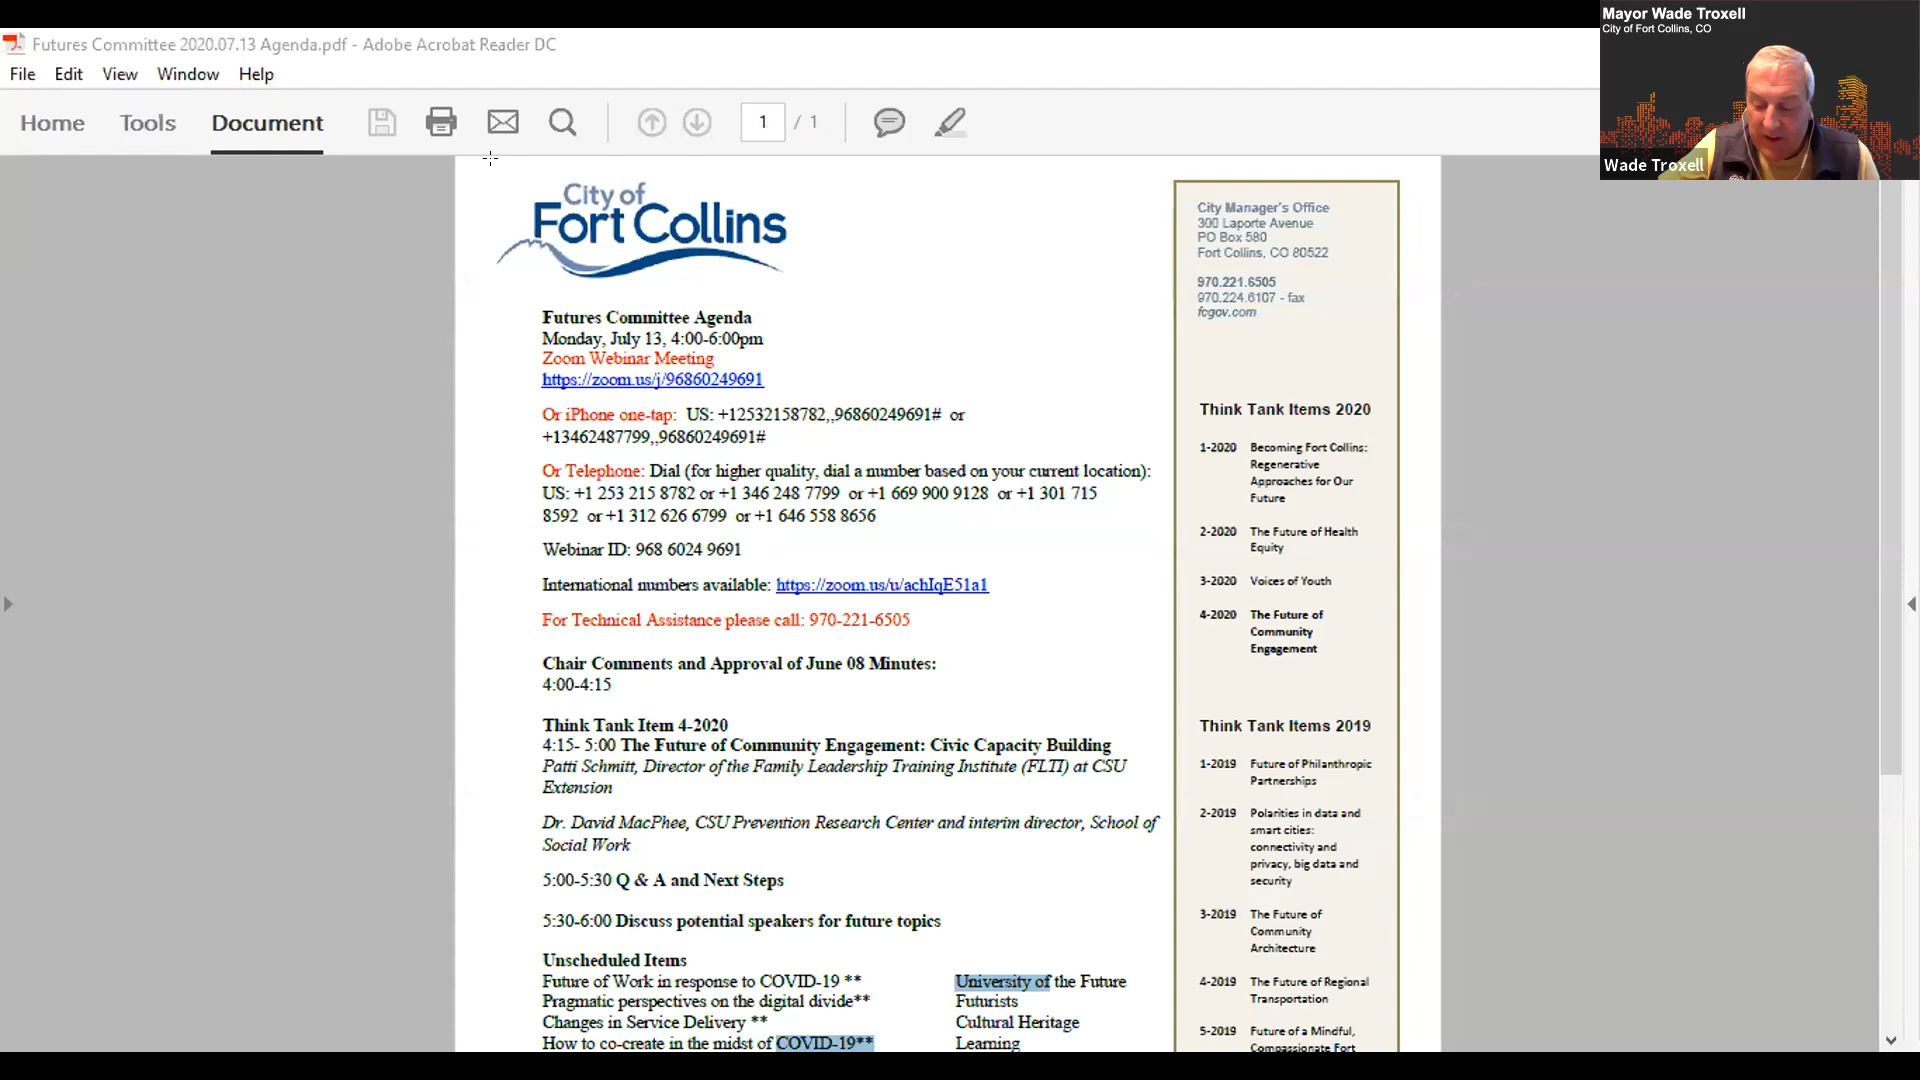 Futures Committee 2020.07.13 Agenda.pdf - Adobe Acrobat Reader DC
File Edit View Window Help
Home Tools Document 1 / 1
Mayor Wade Troxell
City of Fort Collins, CO
Wade Troxell
City of
Fort Collins
Futures Committee Agenda
Monday, July 13, 4:00-6:00pm
Zoom Webinar Meeting
https://zoom.us/j/96860249691
Or iPhone one-tap: US: +12532158782,,96860249691# or
+13462487799,,96860249691#
Or Telephone: Dial (for higher quality, dial a number based on your current location):
US: +1 253 215 8782 or +1 346 248 7799 or +1 669 900 9128 or +1 301 715
8592 or +1 312 626 6799 or +1 646 558 8656
Webinar ID: 968 6024 9691
International numbers available: https://zoom.us/u/achIqE51a1
For Technical Assistance please call: 970-221-6505
Chair Comments and Approval of June 08 Minutes:
4:00-4:15
Think Tank Item 4-2020
4:15- 5:00 The Future of Community Engagement: Civic Capacity Building
Patti Schmitt, Director of the Family Leadership Training Institute (FLTI) at CSU
Extension
Dr. David MacPhee, CSU Prevention Research Center and interim director, School of
Social Work
5:00-5:30 Q & A and Next Steps
5:30-6:00 Discuss potential speakers for future topics
Unscheduled Items
Future of Work in response to COVID-19 **
Pragmatic perspectives on the digital divide**
Changes in Service Delivery **
How to co-create in the midst of COVID-19**
University of the Future
Futurists
Cultural Heritage
Learning
City Manager's Office
300 Laporte Avenue
PO Box 580
Fort Collins, CO 80522
970.221.6505
970.224.6107 - fax
fcgov.com
Think Tank Items 2020
1-2020 Becoming Fort Collins:
Regenerative
Approaches for Our
Future
2-2020 The Future of Health
Equity
3-2020 Voices of Youth
4-2020 The Future of
Community
Engagement
Think Tank Items 2019
1-2019 Future of Philanthropic
Partnerships
2-2019 Polarities in data and
smart cities:
connectivity and
privacy, big data and
security
3-2019 The Future of
Community
Architecture
4-2019 The Future of Regional
Transportation
5-2019 Future of a Mindful,
Compassionate Fort